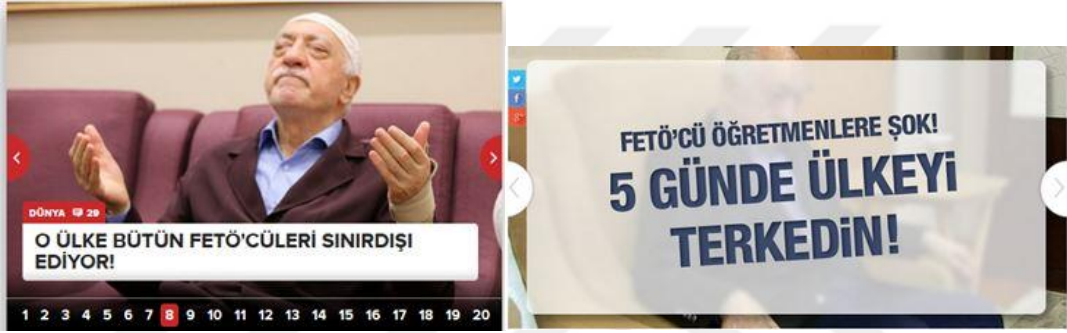 DÜNYA 29
O ÜLKE BÜTÜN FETÖ'CÜLERİ SINIRDIŞI
EDİYOR!
1 2 3 4 5 6 7 8 9 10 11 12 13 14 15 16 17 18 19 20
FETÖ'CÜ ÖĞRETMENLERE ŞOK!
5 GÜNDE ÜLKEYİ
TERKEDİN!